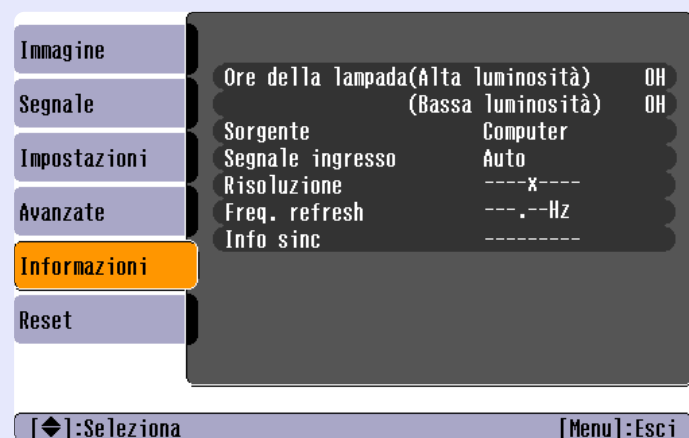 Immagine
Segnale
Impostazioni
Avanzate
Informazioni
Reset
Ore della lampada(Alta luminosità) 0H
(Bassa luminosità) 0H
Sorgente Computer
Segnale ingresso Auto
Risoluzione ----x----
Freq. refresh ---.--Hz
Info sinc ---------
[◆]:Seleziona [Menu]:Esci